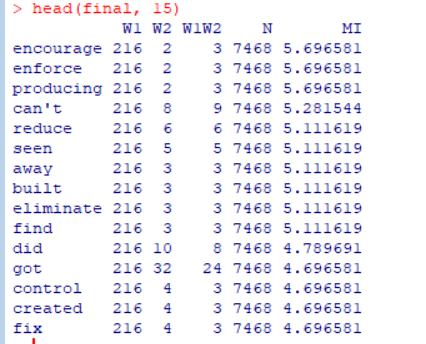 > head(final, 15)
W1 W2 W1W2 N MI
encourage 216 2 3 7468 5.696581
enforce 216 2 3 7468 5.696581
producing 216 2 3 7468 5.696581
can't 216 8 9 7468 5.281544
reduce 216 6 6 7468 5.111619
seen 216 5 5 7468 5.111619
away 216 3 3 7468 5.111619
built 216 3 3 7468 5.111619
eliminate 216 3 3 7468 5.111619
find 216 3 3 7468 5.111619
did 216 10 8 7468 4.789691
got 216 32 24 7468 4.696581
control 216 4 3 7468 4.696581
created 216 4 3 7468 4.696581
fix 216 4 3 7468 4.696581